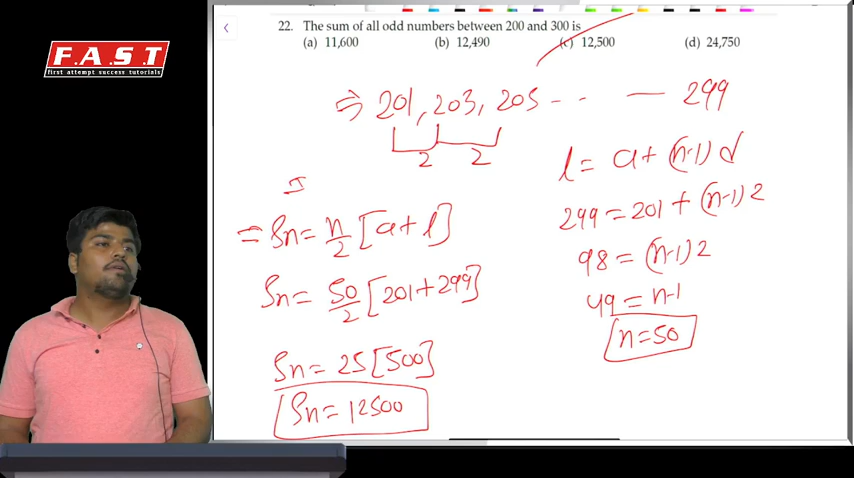 F.A.S.T
first attempt success tutorials
22. The sum of all odd numbers between 200 and 300 is
(a) 11,600 (b) 12,490 (c) 12,500 (d) 24,750
⇒ 201, 203, 205 - - — 299
2 2
l = a + (n-1) d
299 = 201 + (n-1) 2
98 = (n-1) 2
49 = n-1
n = 50
= Sn = n/2 [a + l]
Sn = 50/2 [201 + 299]
Sn = 25 [500]
Sn = 12500